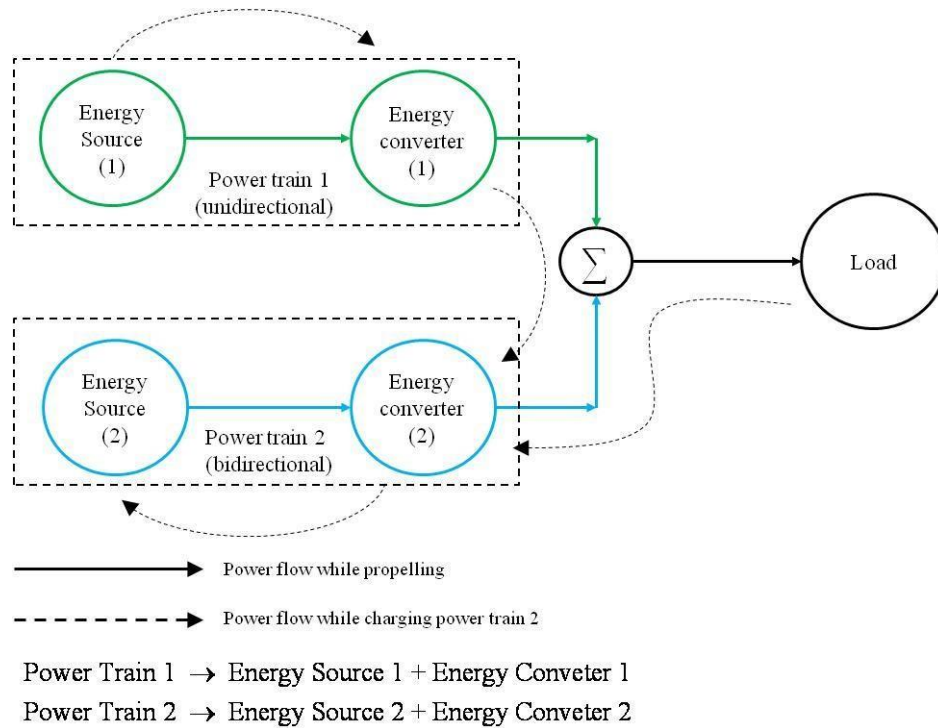 Energy
Source
(1)
Energy
converter
(1)
Power train 1
(unidirectional)
∑
Load
Energy
Source
(2)
Energy
converter
(2)
Power train 2
(bidirectional)
Power flow while propelling
Power flow while charging power train 2
Power Train 1 → Energy Source 1 + Energy Conveter 1
Power Train 2 → Energy Source 2 + Energy Conveter 2